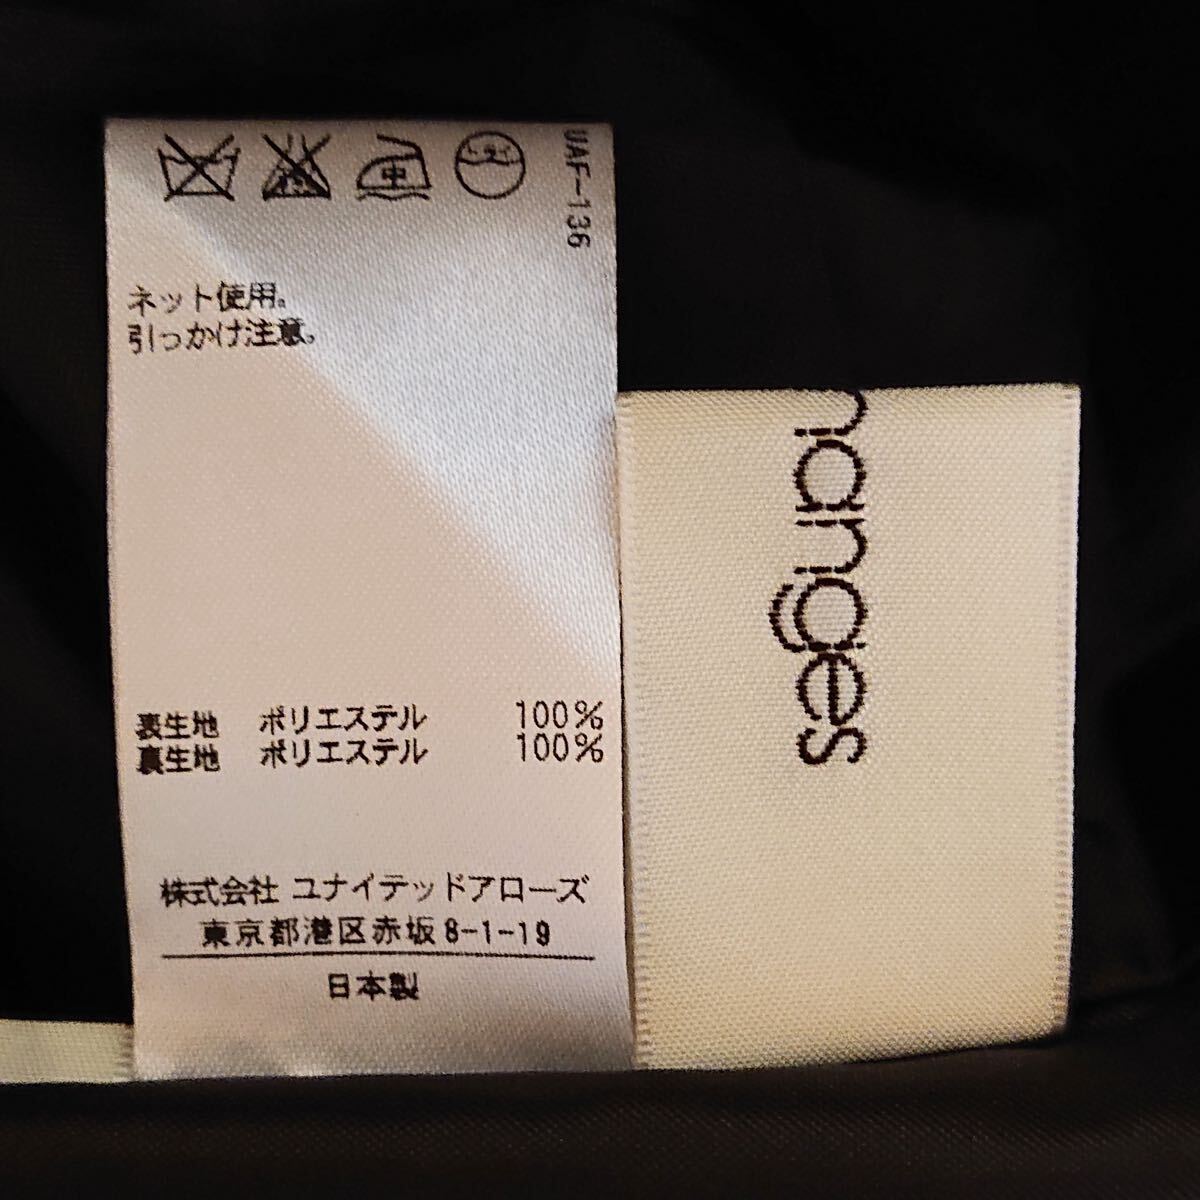 UAF-136
中
ネット使用。
引っかけ注意。
表生地 ポリエステル 100%
裏生地 ポリエステル 100%
株式会社 ユナイテッドアローズ
東京都港区赤坂8-1-19
日本製
nanges